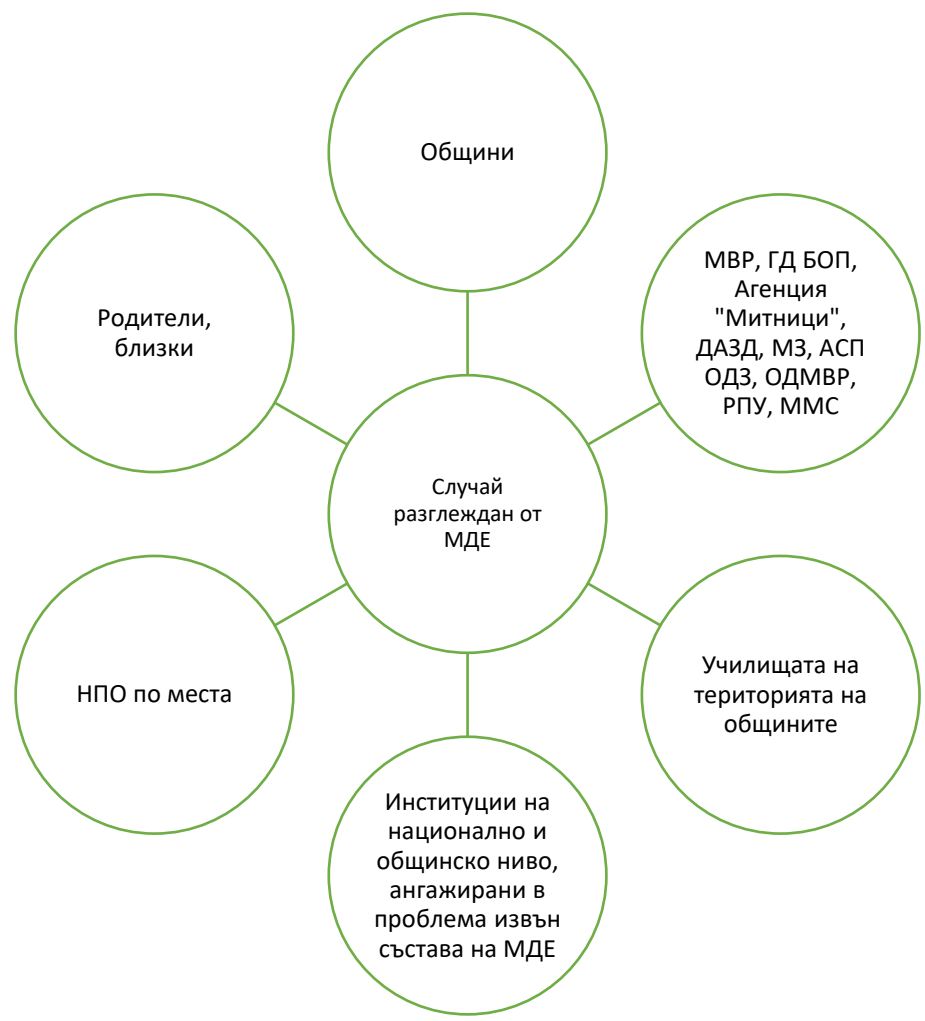 Общини
МВР, ГД БОП,
Агенция
"Митници",
ДАЗД, МЗ, АСП
ОДЗ, ОДМВР,
РПУ, ММС
Родители,
близки
Случай
разглеждан от
МДЕ
Училищата на
територията на
общините
НПО по места
Институции на
национално и
общинско ниво,
ангажирани в
проблема извън
състава на МДЕ